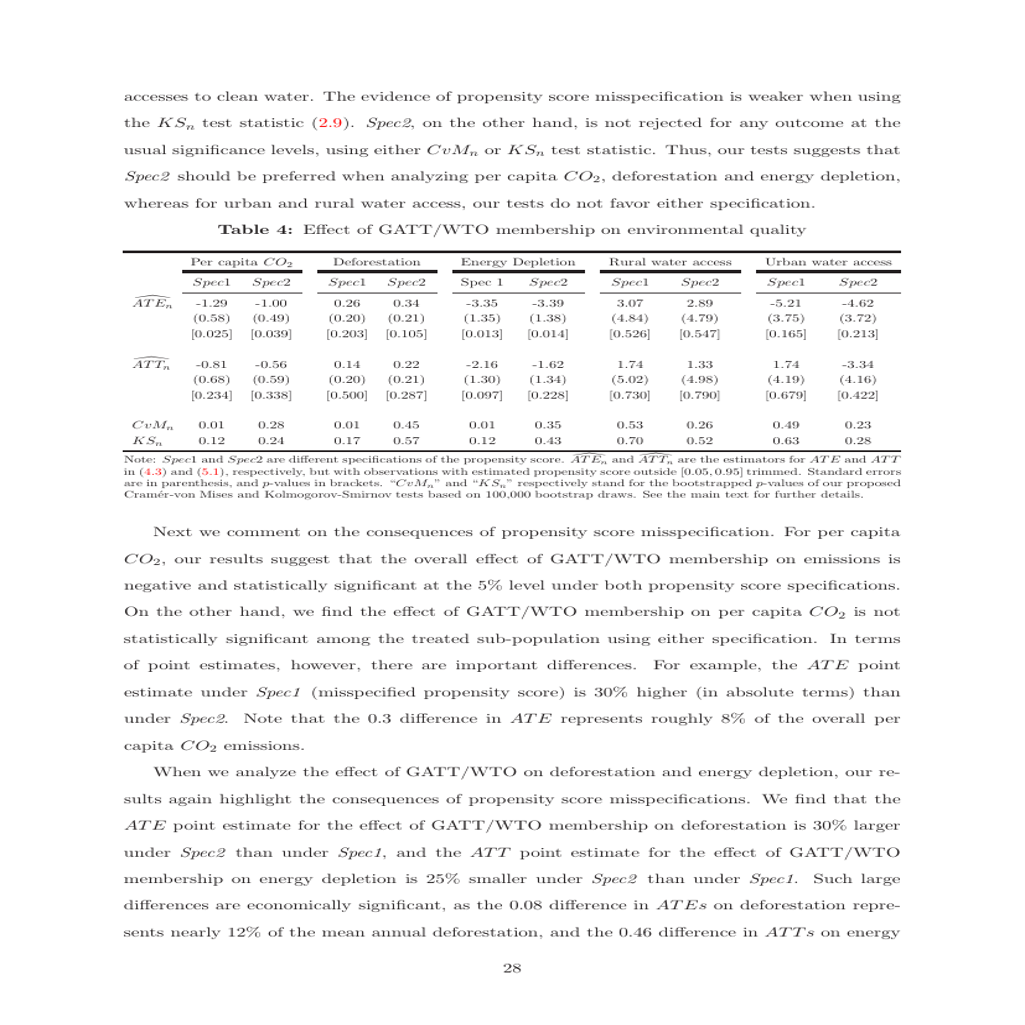 accesses to clean water. The evidence of propensity score misspecification is weaker when using
the KSₙ test statistic (2.9). Spec2, on the other hand, is not rejected for any outcome at the
usual significance levels, using either CvMₙ or KSₙ test statistic. Thus, our tests suggests that
Spec2 should be preferred when analyzing per capita CO₂, deforestation and energy depletion,
whereas for urban and rural water access, our tests do not favor either specification.
Table 4: Effect of GATT/WTO membership on environmental quality
Per capita CO₂ Deforestation Energy Depletion Rural water access Urban water access
Spec1 Spec2 Spec1 Spec2 Spec 1 Spec2 Spec1 Spec2 Spec1 Spec2
ATEₙ -1.29 -1.00 0.26 0.34 -3.35 -3.39 3.07 2.89 -5.21 -4.62
(0.58) (0.49) (0.20) (0.21) (1.35) (1.38) (4.84) (4.79) (3.75) (3.72)
[0.025] [0.039] [0.203] [0.105] [0.013] [0.014] [0.526] [0.547] [0.165] [0.213]
ATTₙ -0.81 -0.56 0.14 0.22 -2.16 -1.62 1.74 1.33 1.74 -3.34
(0.68) (0.59) (0.20) (0.21) (1.30) (1.34) (5.02) (4.98) (4.19) (4.16)
[0.234] [0.338] [0.500] [0.287] [0.097] [0.228] [0.730] [0.790] [0.679] [0.422]
CvMₙ 0.01 0.28 0.01 0.45 0.01 0.35 0.53 0.26 0.49 0.23
KSₙ 0.12 0.24 0.17 0.57 0.12 0.43 0.70 0.52 0.63 0.28
Note: Spec1 and Spec2 are different specifications of the propensity score. ATEₙ and ATTₙ are the estimators for ATE and ATT
in (4.3) and (5.1), respectively, but with observations with estimated propensity score outside [0.05, 0.95] trimmed. Standard errors
are in parenthesis, and p-values in brackets. “CvMₙ” and “KSₙ” respectively stand for the bootstrapped p-values of our proposed
Cramér-von Mises and Kolmogorov-Smirnov tests based on 100,000 bootstrap draws. See the main text for further details.
Next we comment on the consequences of propensity score misspecification. For per capita
CO₂, our results suggest that the overall effect of GATT/WTO membership on emissions is
negative and statistically significant at the 5% level under both propensity score specifications.
On the other hand, we find the effect of GATT/WTO membership on per capita CO₂ is not
statistically significant among the treated sub-population using either specification. In terms
of point estimates, however, there are important differences. For example, the ATE point
estimate under Spec1 (misspecified propensity score) is 30% higher (in absolute terms) than
under Spec2. Note that the 0.3 difference in ATE represents roughly 8% of the overall per
capita CO₂ emissions.
When we analyze the effect of GATT/WTO on deforestation and energy depletion, our re-
sults again highlight the consequences of propensity score misspecifications. We find that the
ATE point estimate for the effect of GATT/WTO membership on deforestation is 30% larger
under Spec2 than under Spec1, and the ATT point estimate for the effect of GATT/WTO
membership on energy depletion is 25% smaller under Spec2 than under Spec1. Such large
differences are economically significant, as the 0.08 difference in ATEs on deforestation repre-
sents nearly 12% of the mean annual deforestation, and the 0.46 difference in ATTs on energy
28